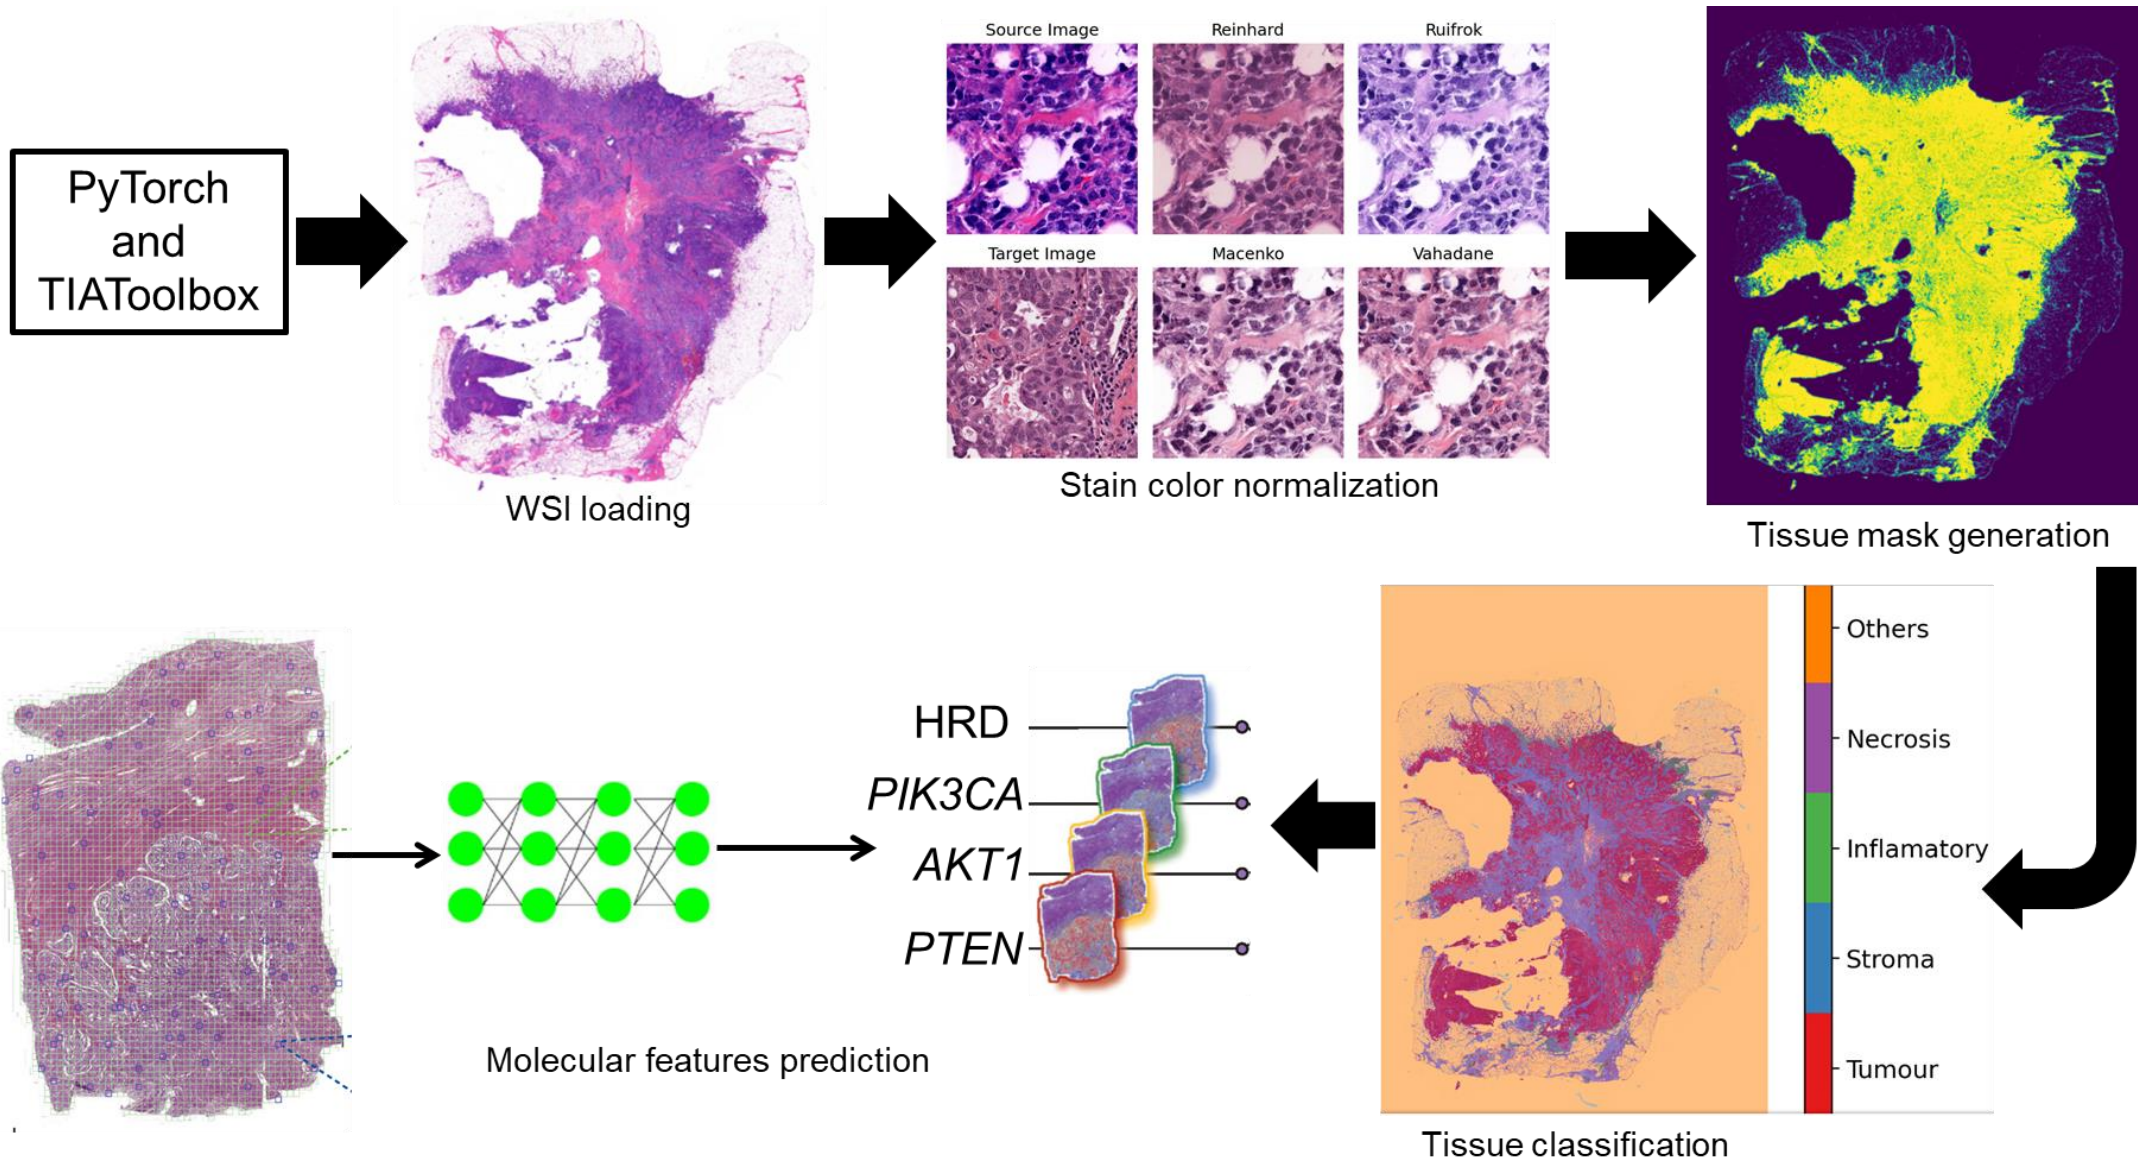 PyTorch
and
TIAToolbox
WSI loading
Source Image
Reinhard
Ruifrok
Target Image
Macenko
Vahadane
Stain color normalization
Tissue mask generation
Others
Necrosis
Inflamatory
Stroma
Tumour
Tissue classification
HRD
PIK3CA
AKT1
PTEN
Molecular features prediction